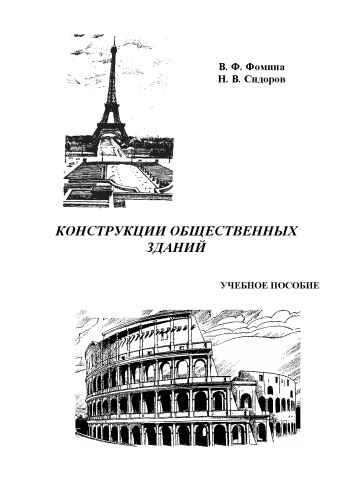 В. Ф. Фомина
Н. В. Сидоров
КОНСТРУКЦИИ ОБЩЕСТВЕННЫХ
ЗДАНИЙ
УЧЕБНОЕ ПОСОБИЕ